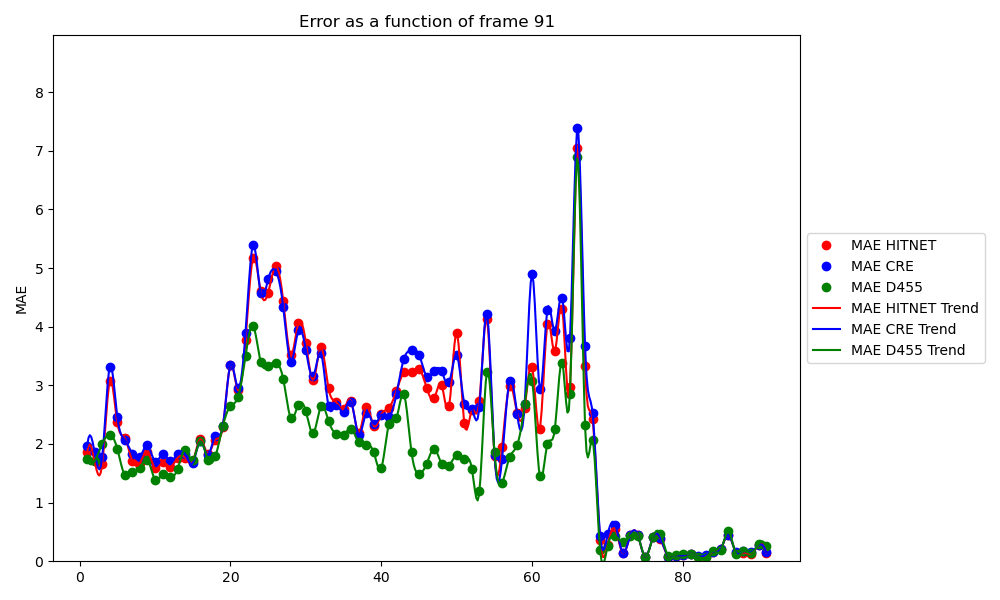 Error as a function of frame 91
MAE
8
7
6
5
4
3
2
1
0
0 20 40 60 80
MAE HITNET
MAE CRE
MAE D455
MAE HITNET Trend
MAE CRE Trend
MAE D455 Trend